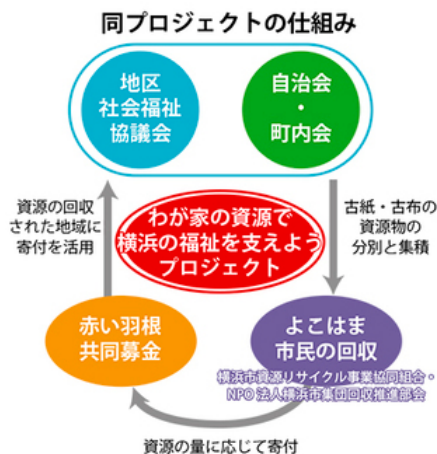 同プロジェクトの仕組み
地区
社会福祉
協議会
自治会
・
町内会
資源の回収
された地域に
寄付を活用
わが家の資源で
横浜の福祉を支えよう
プロジェクト
古紙・古布の
資源物の
分別と集積
赤い羽根
共同募金
よこはま
市民の回収
横浜市資源リサイクル事業協同組合・
NPO法人横浜市集団回収推進部会
資源の量に応じて寄付